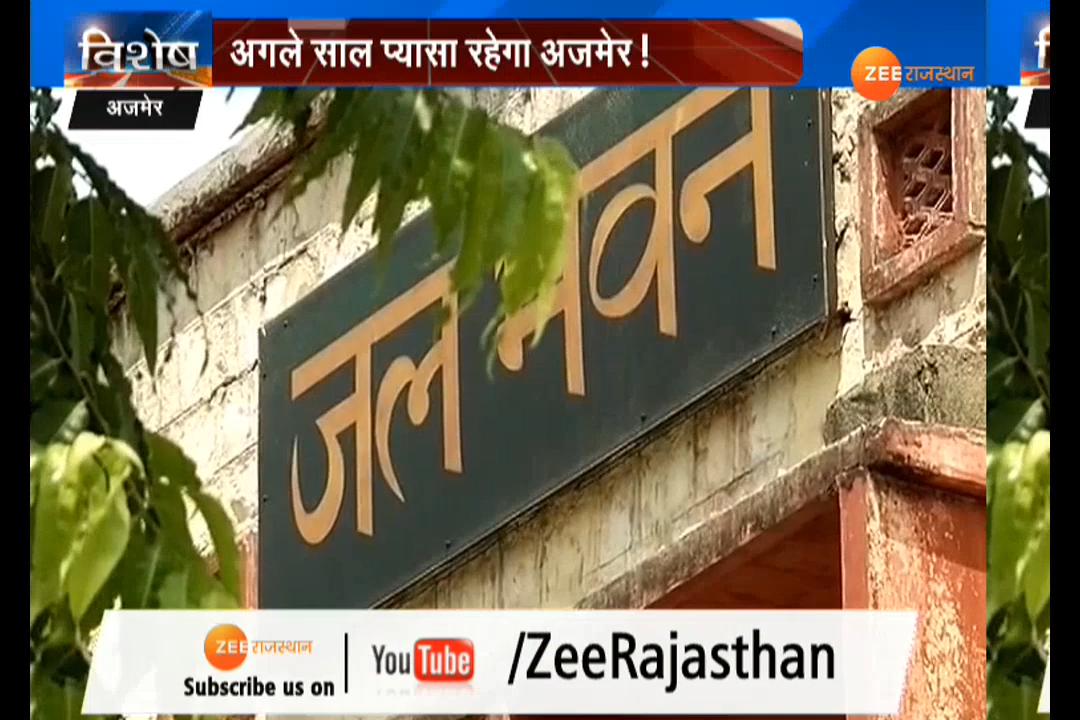 विशेष
अगले साल प्यासा रहेगा अजमेर!
ZEE राजस्थान
अजमेर
जल भवन
ZEE राजस्थान
Subscribe us on
YouTube
/ZeeRajasthan